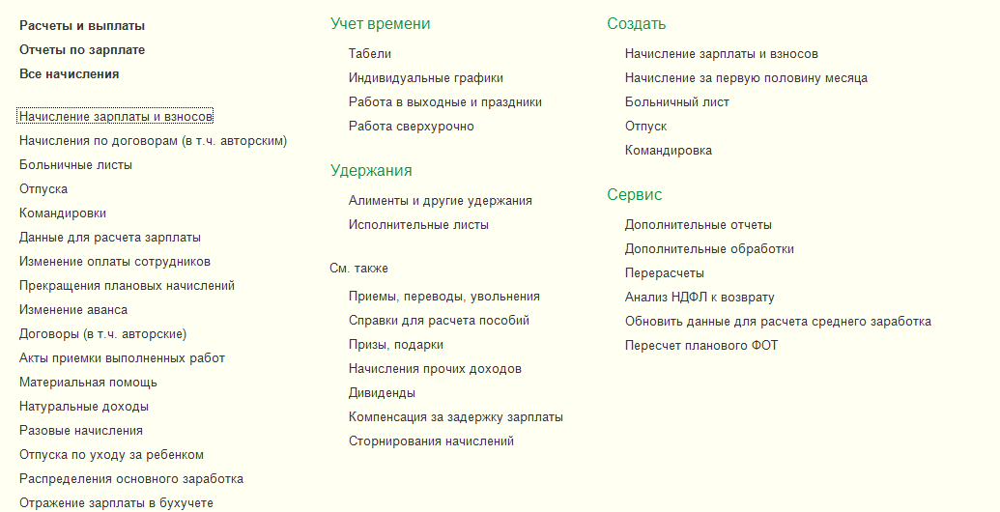 Расчеты и выплаты
Отчеты по зарплате
Все начисления
Начисление зарплаты и взносов
Начисления по договорам (в т.ч. авторским)
Больничные листы
Отпуска
Командировки
Данные для расчета зарплаты
Изменение оплаты сотрудников
Прекращения плановых начислений
Изменение аванса
Договоры (в т.ч. авторские)
Акты приемки выполненных работ
Материальная помощь
Натуральные доходы
Разовые начисления
Отпуска по уходу за ребенком
Распределения основного заработка
Отражение зарплаты в бухучете
Учет времени
Табели
Индивидуальные графики
Работа в выходные и праздники
Работа сверхурочно
Удержания
Алименты и другие удержания
Исполнительные листы
См. также
Приемы, переводы, увольнения
Справки для расчета пособий
Призы, подарки
Начисления прочих доходов
Дивиденды
Компенсация за задержку зарплаты
Сторнирования начислений
Создать
Начисление зарплаты и взносов
Начисление за первую половину месяца
Больничный лист
Отпуск
Командировка
Сервис
Дополнительные отчеты
Дополнительные обработки
Перерасчеты
Анализ НДФЛ к возврату
Обновить данные для расчета среднего заработка
Пересчет планового ФОТ